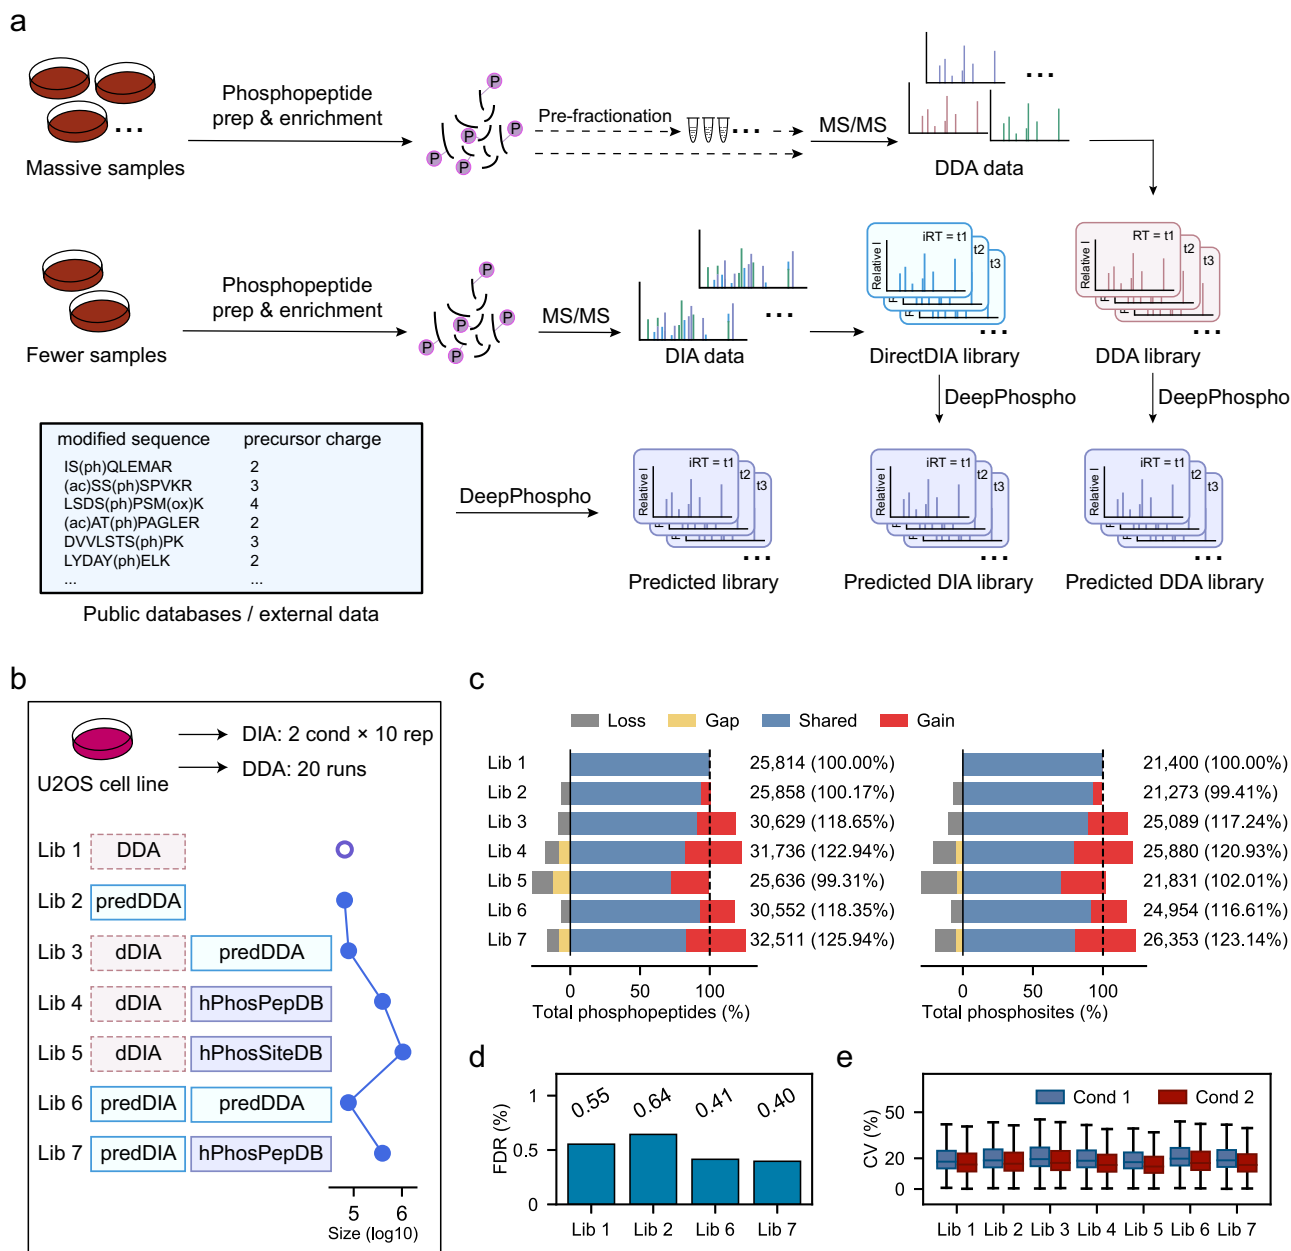 a
Phosphopeptide
prep & enrichment
Pre-fractionation
MS/MS
P
P
P
P
P
...
...
...
Massive samples
DDA data
Phosphopeptide
prep & enrichment
MS/MS
P
P
P
P
P
...
Fewer samples
DIA data
Relative I
iRT = t1
t2
t3
...
DirectDIA library
Relative I
RT = t1
t2
t3
...
DDA library
DeepPhospho
DeepPhospho
modified sequence precursor charge
IS(ph)QLEMAR 2
(ac)SS(ph)SPVKR 3
LSDS(ph)PSM(ox)K 4
(ac)AT(ph)PAGLER 2
DVVLSTS(ph)PK 3
LYDAY(ph)ELK 2
... ...
Public databases / external data
DeepPhospho
Relative I
iRT = t1
t2
t3
...
Predicted library
Relative I
iRT = t1
t2
t3
...
Predicted DIA library
Relative I
iRT = t1
t2
t3
...
Predicted DDA library
b
U2OS cell line
DIA: 2 cond × 10 rep
DDA: 20 runs
Lib 1 DDA
Lib 2 predDDA
Lib 3 dDIA predDDA
Lib 4 dDIA hPhosPepDB
Lib 5 dDIA hPhosSiteDB
Lib 6 predDIA predDDA
Lib 7 predDIA hPhosPepDB
5 6
Size (log10)
c
Loss Gap Shared Gain
Lib 1 25,814 (100.00%) 21,400 (100.00%)
Lib 2 25,858 (100.17%) 21,273 (99.41%)
Lib 3 30,629 (118.65%) 25,089 (117.24%)
Lib 4 31,736 (122.94%) 25,880 (120.93%)
Lib 5 25,636 (99.31%) 21,831 (102.01%)
Lib 6 30,552 (118.35%) 24,954 (116.61%)
Lib 7 32,511 (125.94%) 26,353 (123.14%)
0 100 0 100
Total phosphopeptides (%) Total phosphosites (%)
d
FDR (%)
1
0.5
0
0.55 0.64 0.41 0.40
Lib 1 Lib 2 Lib 6 Lib 7
e
CV (%)
50
20
0
Cond 1 Cond 2
Lib 1 Lib 2 Lib 3 Lib 4 Lib 5 Lib 6 Lib 7